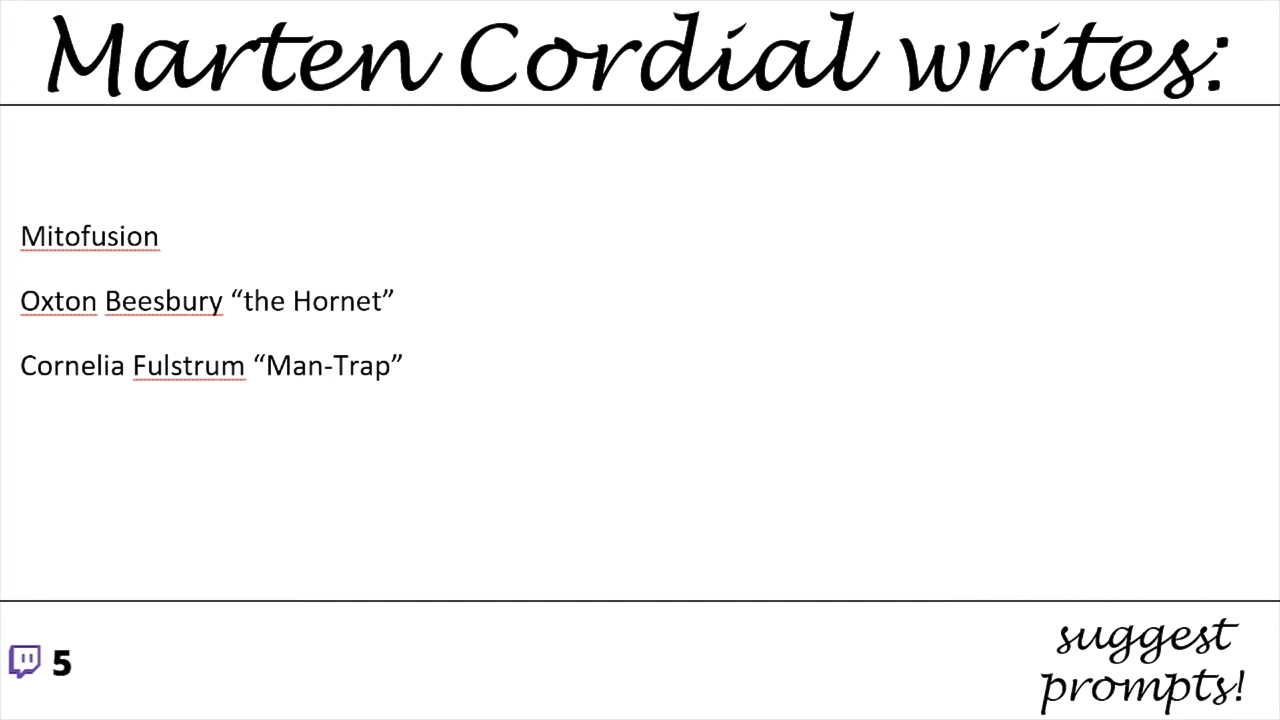 Marten Cordial writes:
Mitofusion
Oxton Beesbury “the Hornet”
Cornelia Fulstrum “Man-Trap”
5
suggest
prompts!